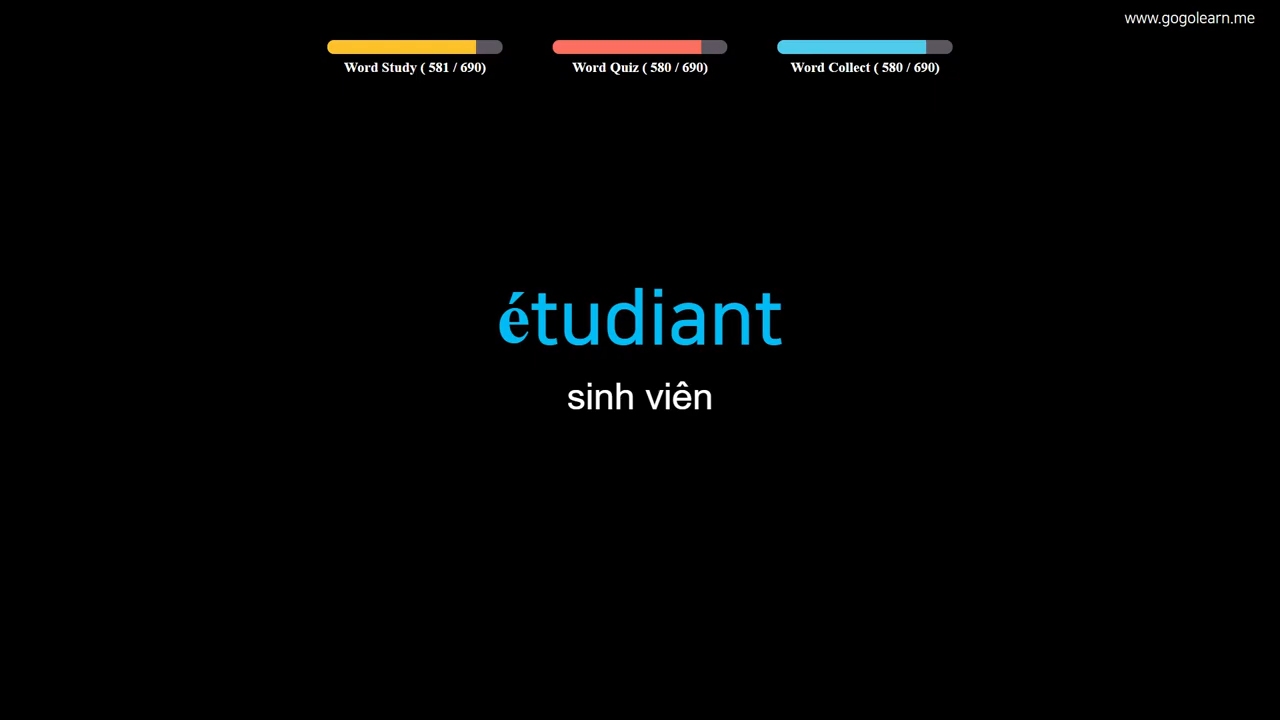 www.gogolearn.me
Word Study ( 581 / 690)
Word Quiz ( 580 / 690)
Word Collect ( 580 / 690)
étudiant
sinh viên